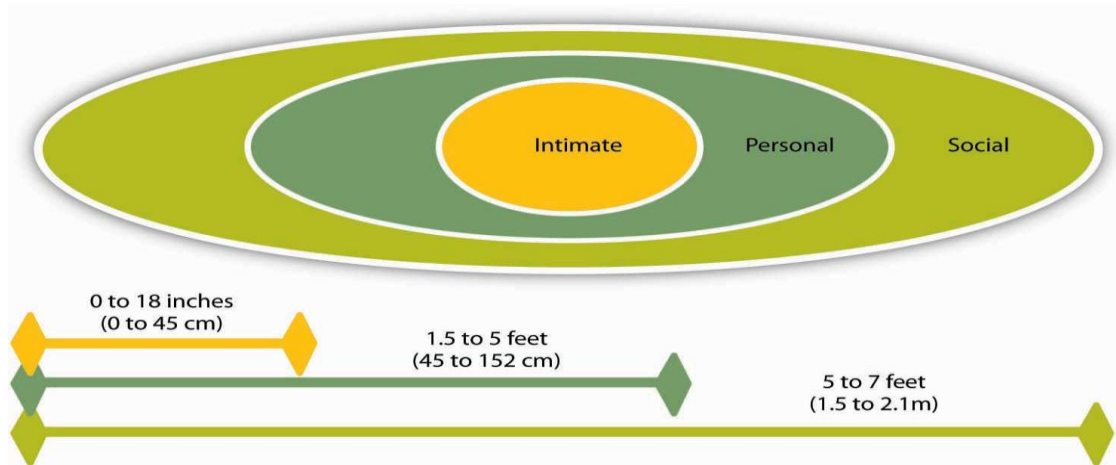 Intimate
Personal
Social
0 to 18 inches
(0 to 45 cm)
1.5 to 5 feet
(45 to 152 cm)
5 to 7 feet
(1.5 to 2.1m)